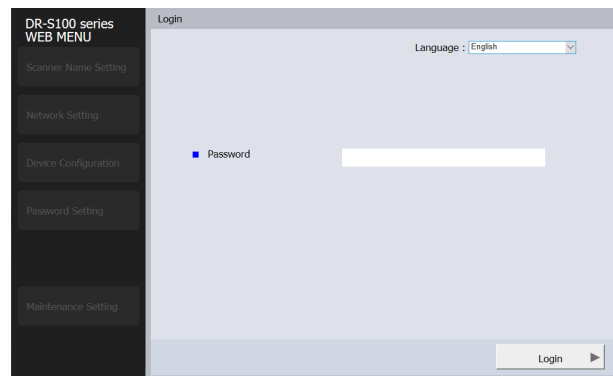 DR-S100 series
WEB MENU
Scanner Name Setting
Network Setting
Device Configuration
Password Setting
Maintenance Setting
Login
Language : English
Password
Login